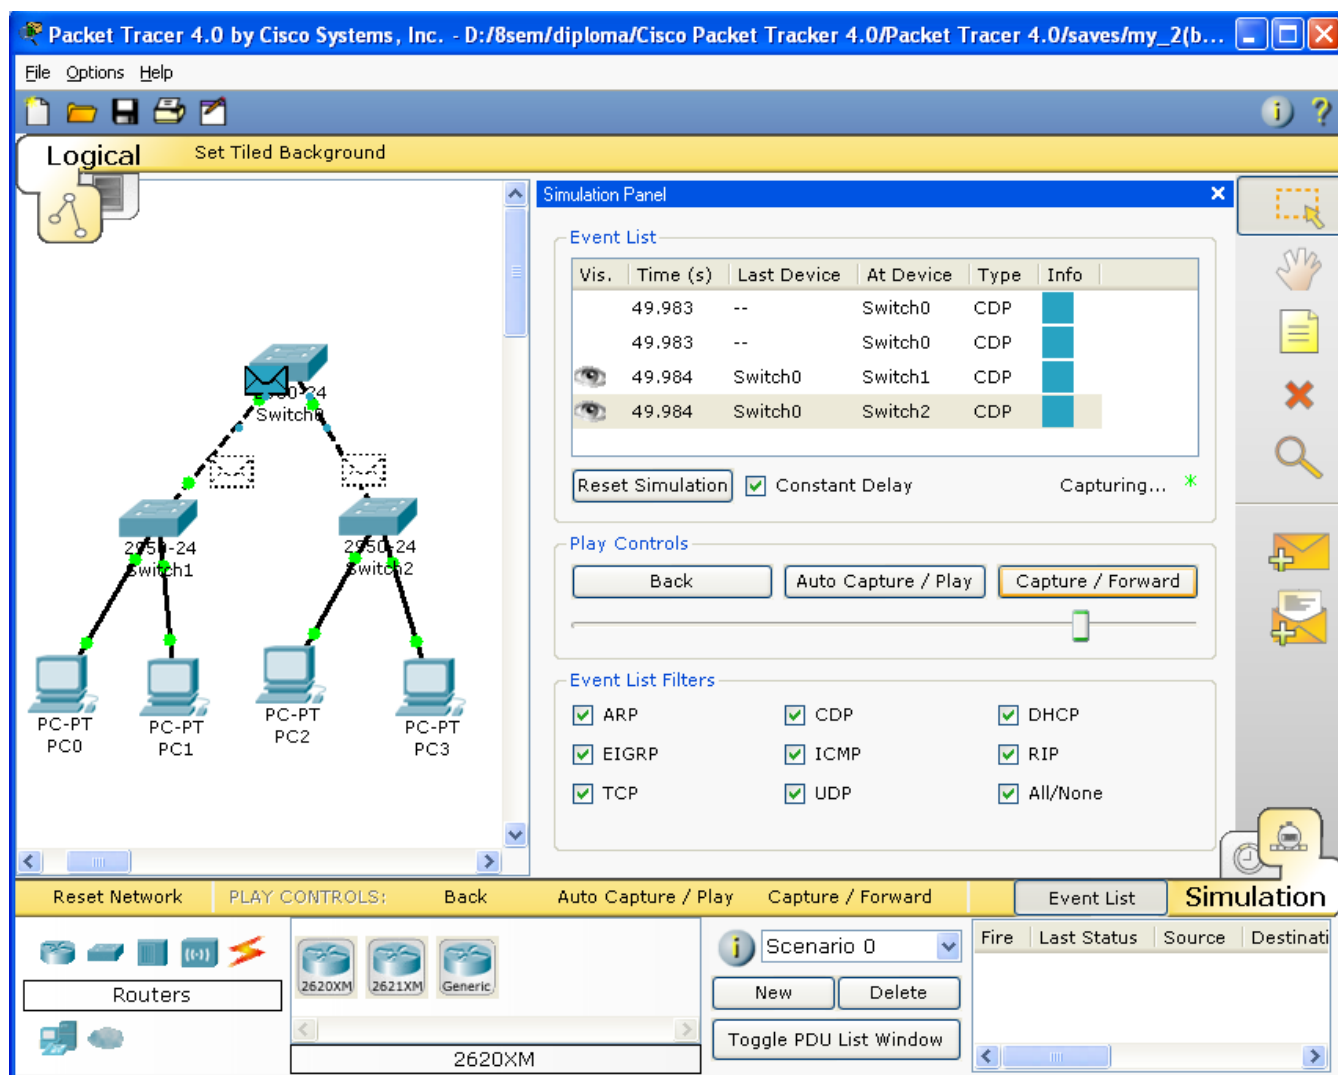 Packet Tracer 4.0 by Cisco Systems, Inc. - D:/8sem/diploma/Cisco Packet Tracker 4.0/Packet Tracer 4.0/saves/my_2(b...
File Options Help
Logical Set Tiled Background
Simulation Panel
Event List
Vis. Time (s) Last Device At Device Type Info
49.983 -- Switch0 CDP
49.983 -- Switch0 CDP
49.984 Switch0 Switch1 CDP
49.984 Switch0 Switch2 CDP
Reset Simulation Constant Delay Capturing... *
Play Controls
Back Auto Capture / Play Capture / Forward
Event List Filters
ARP CDP DHCP
EIGRP ICMP RIP
TCP UDP All/None
2950-24
Switch0
2950-24
Switch1
2950-24
Switch2
PC-PT
PC0
PC-PT
PC1
PC-PT
PC2
PC-PT
PC3
Reset Network PLAY CONTROLS: Back Auto Capture / Play Capture / Forward Event List Simulation
Routers
2620XM 2621XM Generic
2620XM
Scenario 0
New Delete
Toggle PDU List Window
Fire Last Status Source Destinati